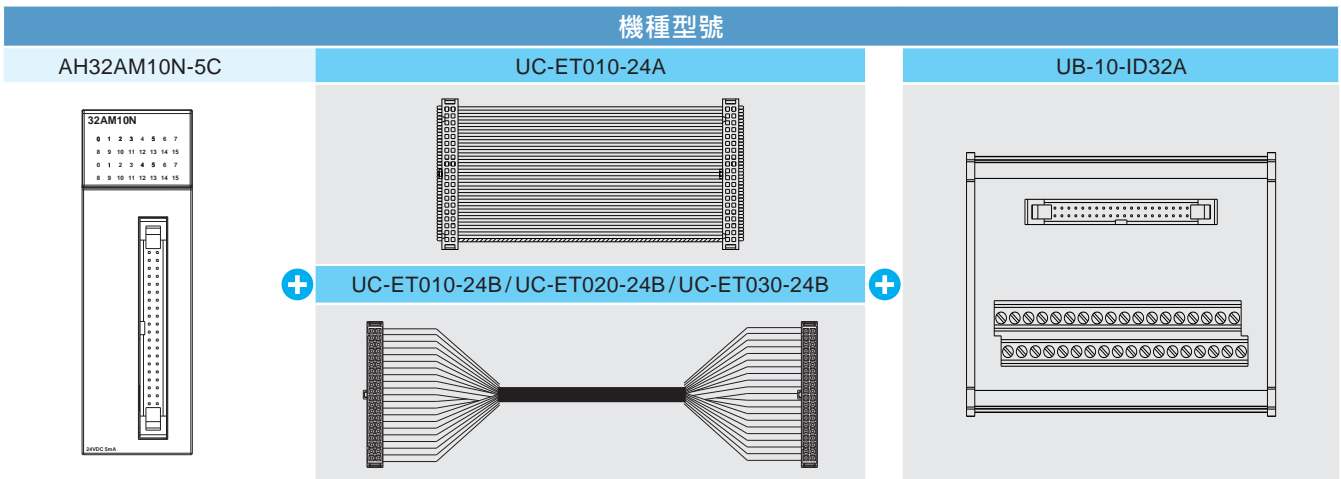 機種型號
AH32AM10N-5C
UC-ET010-24A
UB-10-ID32A
32AM10N
0 1 2 3 4 5 6 7
8 9 10 11 12 13 14 15
0 1 2 3 4 5 6 7
8 9 10 11 12 13 14 15
24VDC 5mA
UC-ET010-24B/UC-ET020-24B/UC-ET030-24B